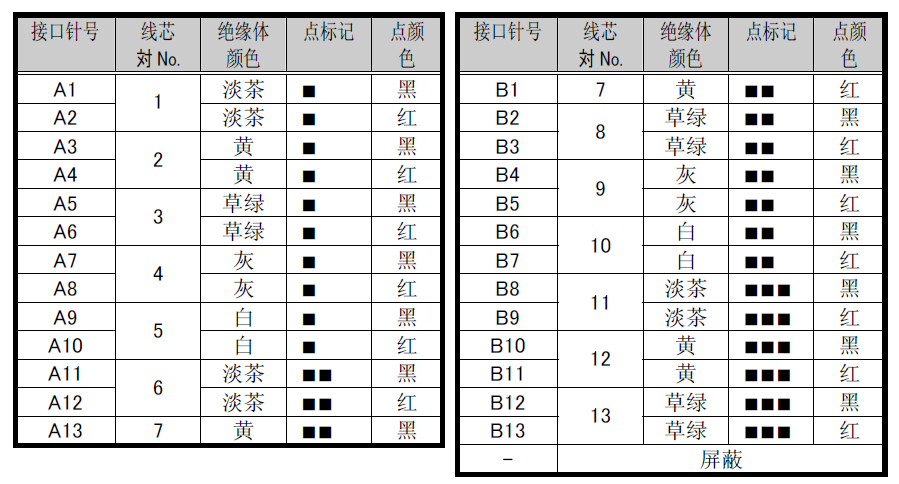 接口针号 线芯対 No. 绝缘体颜色 点标记 点颜色
A1 1 淡茶 ■ 黑
A2 淡茶 ■ 红
A3 2 黄 ■ 黑
A4 黄 ■ 红
A5 3 草绿 ■ 黑
A6 草绿 ■ 红
A7 4 灰 ■ 黑
A8 灰 ■ 红
A9 5 白 ■ 黑
A10 白 ■ 红
A11 6 淡茶 ■■ 黑
A12 淡茶 ■■ 红
A13 7 黄 ■■ 黑
接口针号 线芯対 No. 绝缘体颜色 点标记 点颜色
B1 7 黄 ■■ 红
B2 8 草绿 ■■ 黑
B3 草绿 ■■ 红
B4 9 灰 ■■ 黑
B5 灰 ■■ 红
B6 10 白 ■■ 黑
B7 白 ■■ 红
B8 11 淡茶 ■■■ 黑
B9 淡茶 ■■■ 红
B10 12 黄 ■■■ 黑
B11 黄 ■■■ 红
B12 13 草绿 ■■■ 黑
B13 草绿 ■■■ 红
- 屏蔽